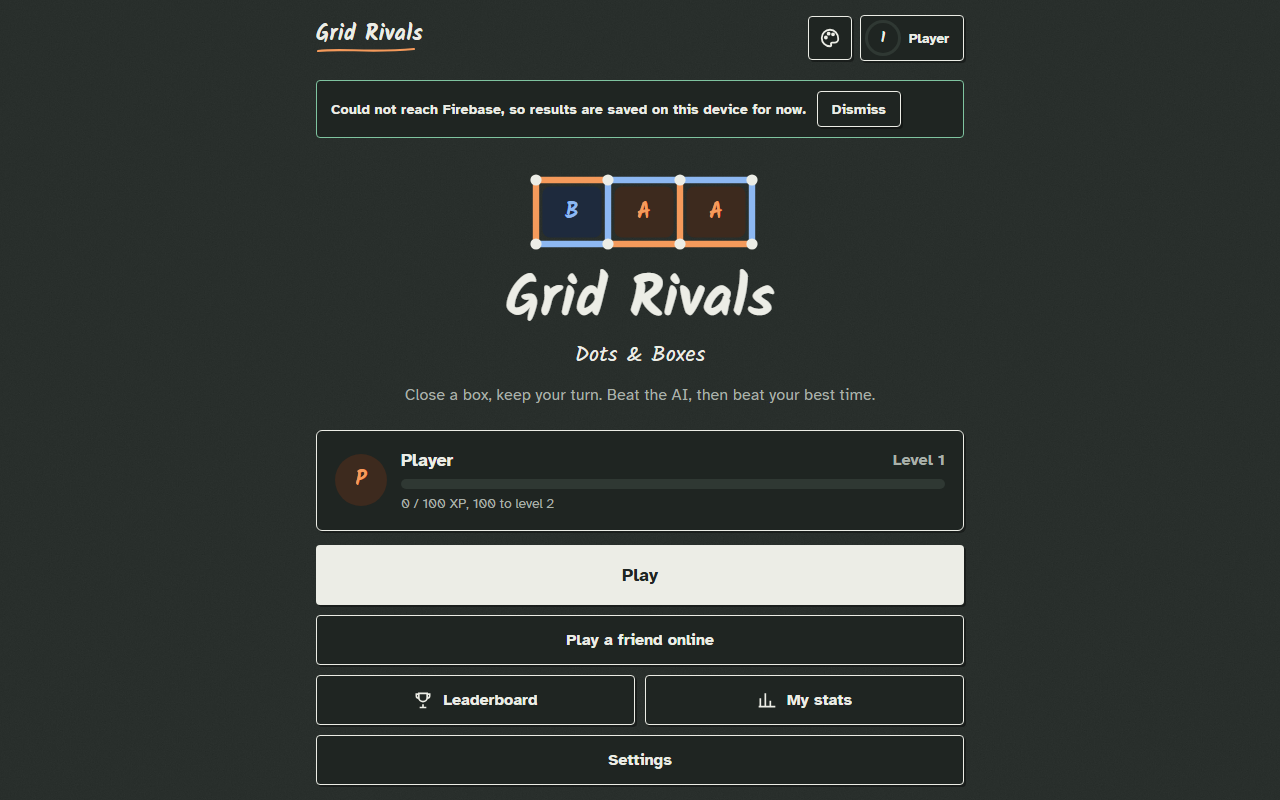 Grid Rivals
1 Player
Could not reach Firebase, so results are saved on this device for now. Dismiss
B A A
Grid Rivals
Dots & Boxes
Close a box, keep your turn. Beat the AI, then beat your best time.
P
Player Level 1
0 / 100 XP, 100 to level 2
Play
Play a friend online
Leaderboard My stats
Settings